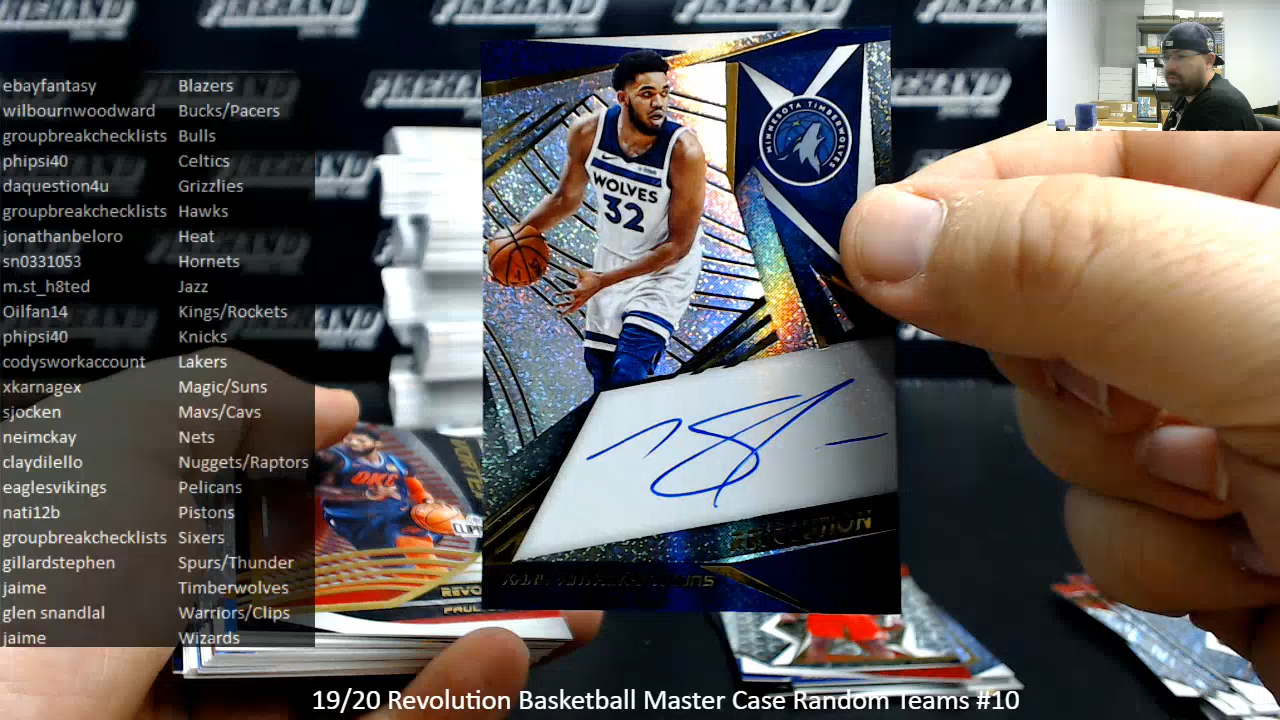 ebayfantasy Blazers
wilbournwoodward Bucks/Pacers
groupbreakchecklists Bulls
phipsi40 Celtics
daquestion4u Grizzlies
groupbreakchecklists Hawks
jonathanbeloro Heat
sn0331053 Hornets
m.st_h8ted Jazz
Oilfan14 Kings/Rockets
phipsi40 Knicks
codysworkaccount Lakers
xkarnagex Magic/Suns
sjocken Mavs/Cavs
neimckay Nets
claydilello Nuggets/Raptors
eaglesvikings Pelicans
nati12b Pistons
groupbreakchecklists Sixers
gillardstephen Spurs/Thunder
jaime Timberwolves
glen snandlal Warriors/Clips
jaime Wizards
MINNESOTA TIMBERWOLVES
WOLVES
32
REVOLUTION
OKC
PAUL
19/20 Revolution Basketball Master Case Random Teams #10